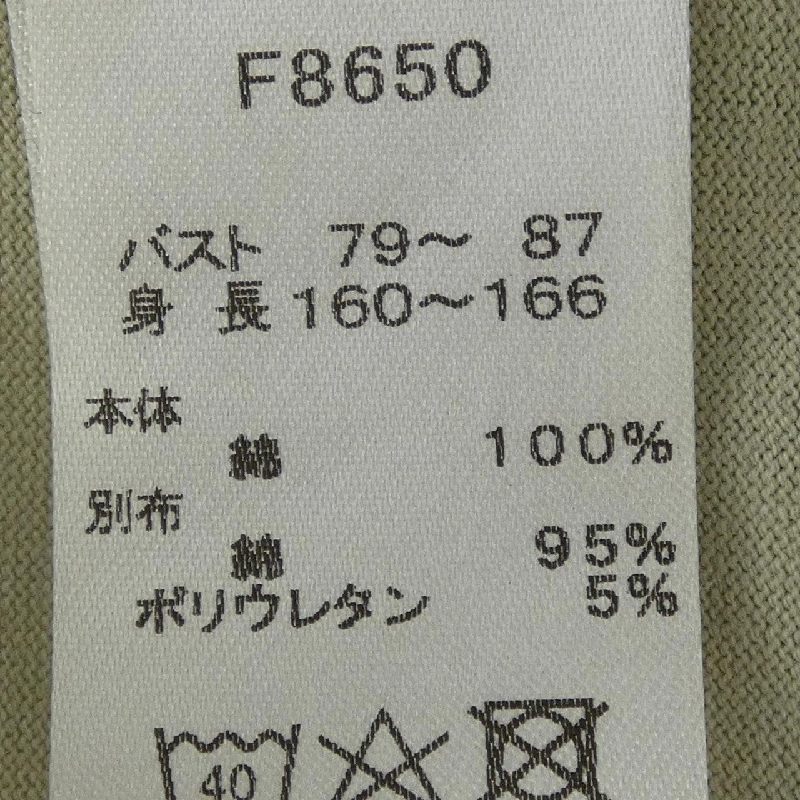 F8650
バスト 79～ 87
身 長 160～166
本体
綿 100%
別布
綿 95%
ポリウレタン 5%
40